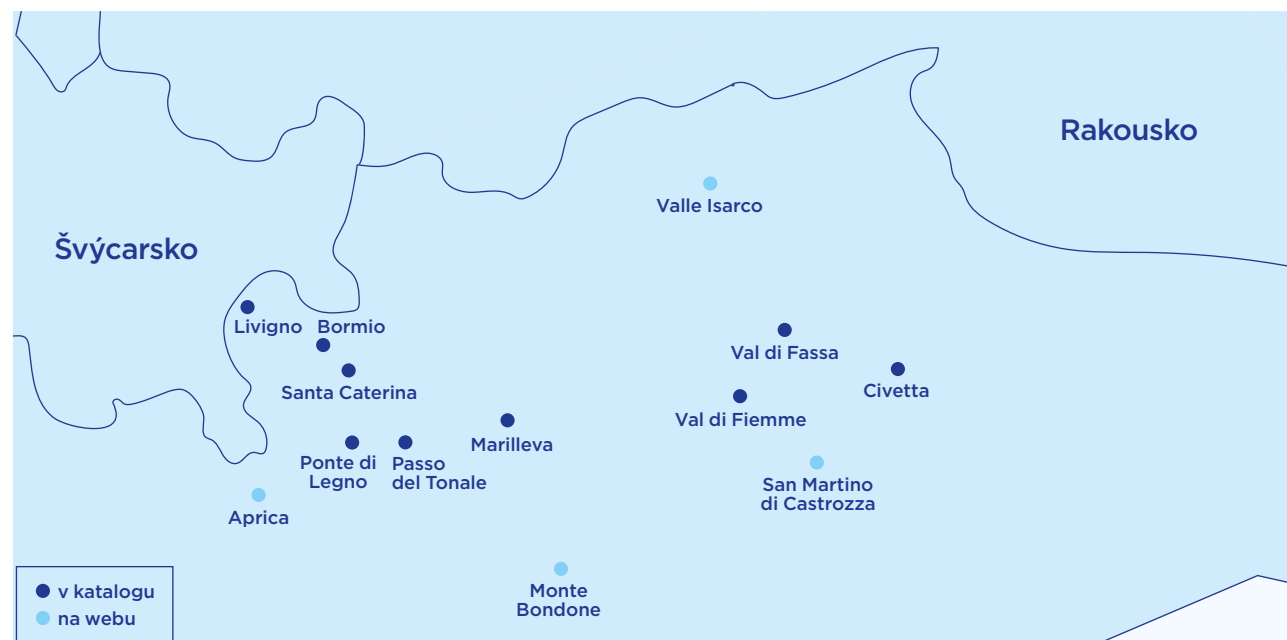 Rakousko
Valle Isarco
Švýcarsko
Livigno
Bormio
Val di Fassa
Santa Caterina
Civetta
Val di Fiemme
Marilleva
Ponte di
Legno
Passo
del Tonale
San Martino
di Castrozza
Aprica
Monte
Bondone
v katalogu
na webu